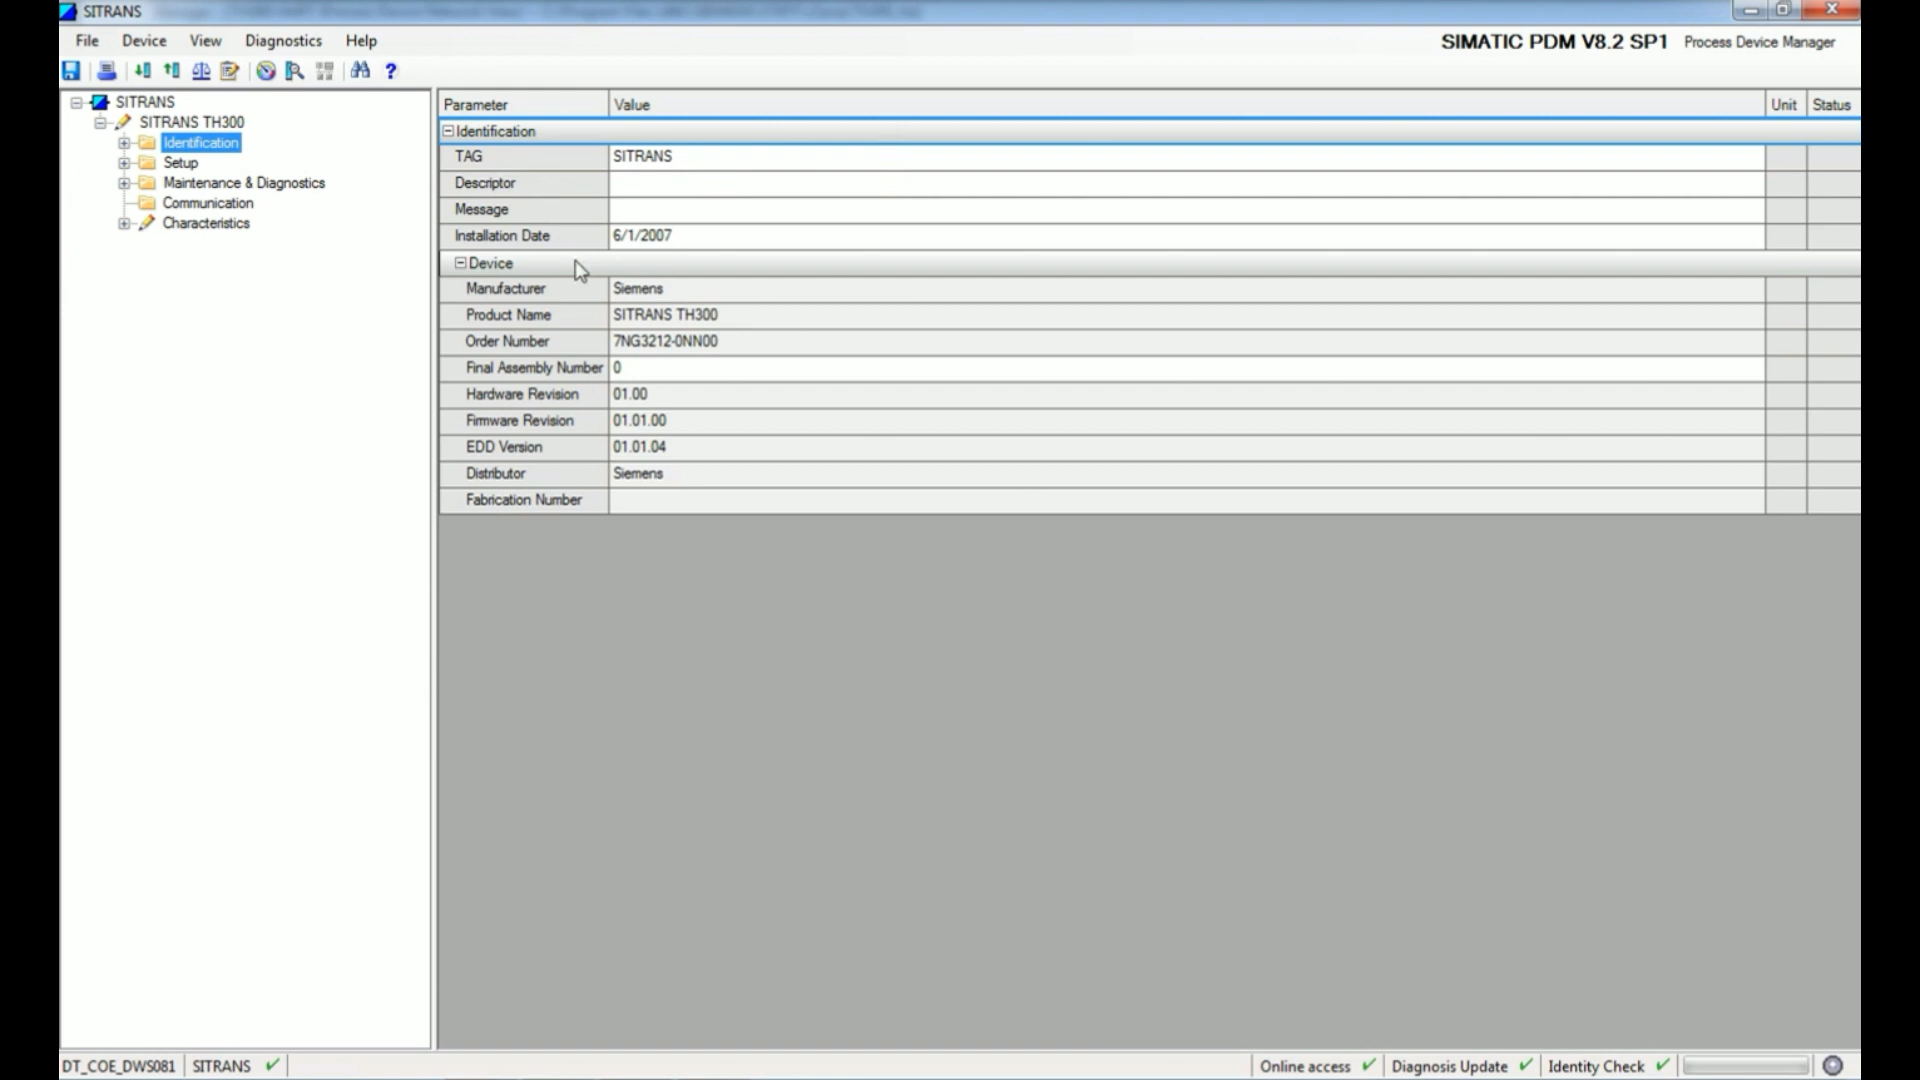 SITRANS
File Device View Diagnostics Help
SIMATIC PDM V8.2 SP1 Process Device Manager
?
SITRANS
SITRANS TH300
Identification
Setup
Maintenance & Diagnostics
Communication
Characteristics
Parameter Value Unit Status
Identification
TAG SITRANS
Descriptor
Message
Installation Date 6/1/2007
Device
Manufacturer Siemens
Product Name SITRANS TH300
Order Number 7NG3212-0NN00
Final Assembly Number 0
Hardware Revision 01.00
Firmware Revision 01.01.00
EDD Version 01.01.04
Distributor Siemens
Fabrication Number
DT_COE_DWS081 SITRANS Online access Diagnosis Update Identity Check